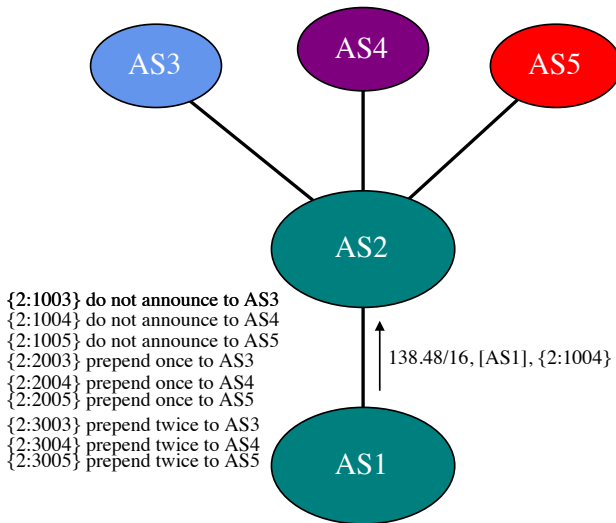 AS3
AS4
AS5
AS2
{2:1003} do not announce to AS3
{2:1004} do not announce to AS4
{2:1005} do not announce to AS5
{2:2003} prepend once to AS3
{2:2004} prepend once to AS4
{2:2005} prepend once to AS5
{2:3003} prepend twice to AS3
{2:3004} prepend twice to AS4
{2:3005} prepend twice to AS5
138.48/16, [AS1], {2:1004}
AS1